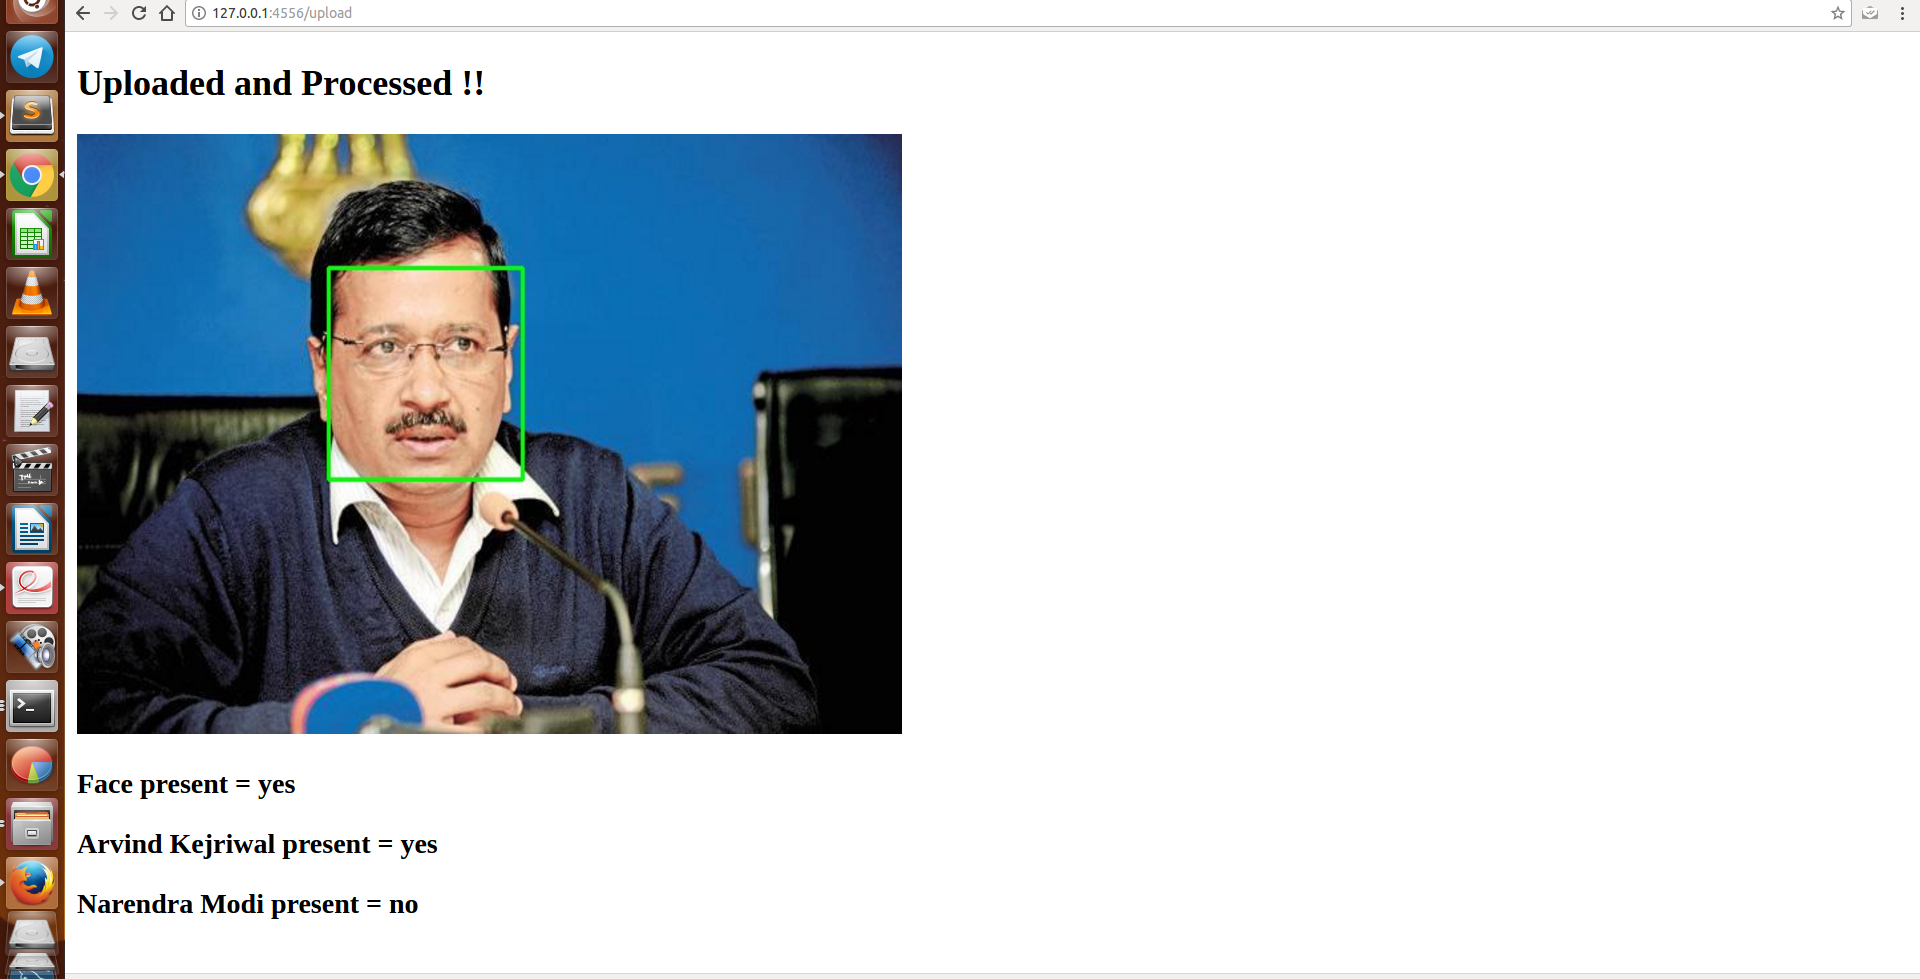 127.0.0.1:4556/upload
Uploaded and Processed !!
Face present = yes
Arvind Kejriwal present = yes
Narendra Modi present = no